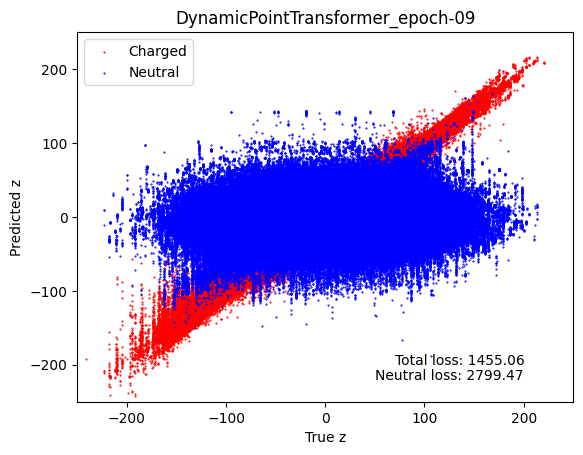 DynamicPointTransformer_epoch-09
Charged
Neutral
200
100
0
−100
−200
Predicted z
Total loss: 1455.06
Neutral loss: 2799.47
−200
−100
0
100
200
True z